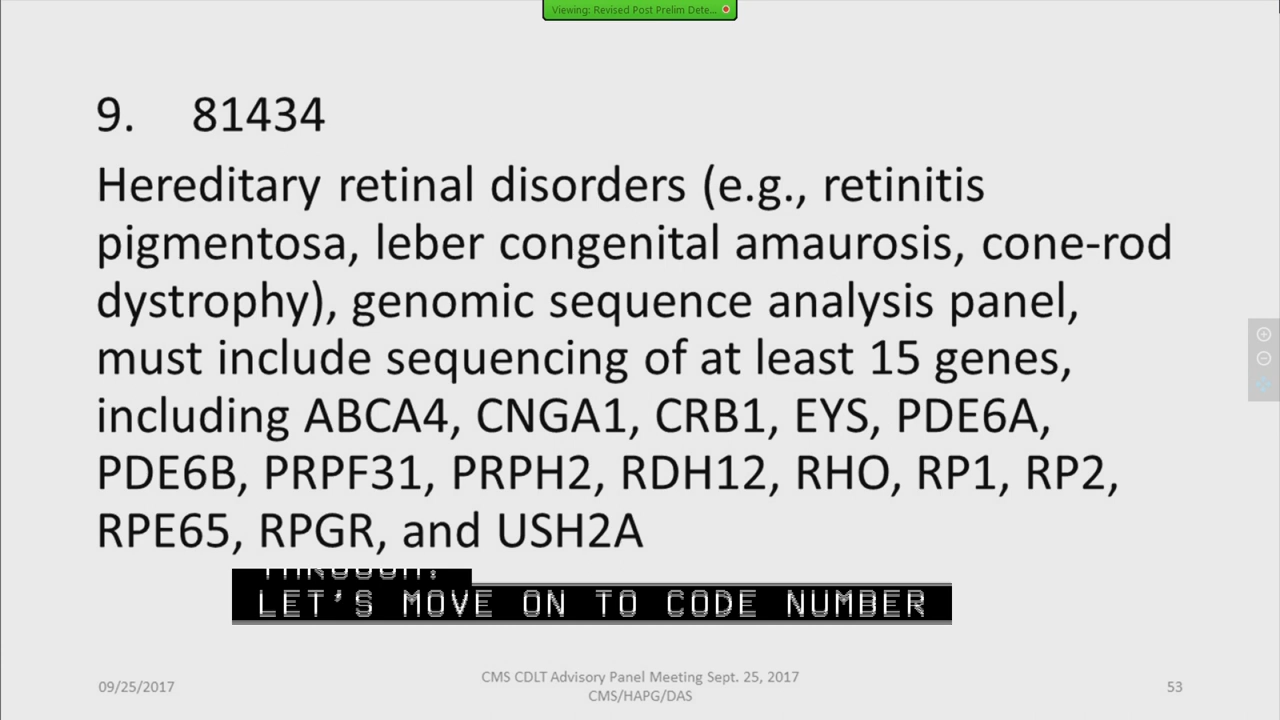 Viewing: Revised Post Prelim Dete...
9. 81434
Hereditary retinal disorders (e.g., retinitis
pigmentosa, leber congenital amaurosis, cone-rod
dystrophy), genomic sequence analysis panel,
must include sequencing of at least 15 genes,
including ABCA4, CNGA1, CRB1, EYS, PDE6A,
PDE6B, PRPF31, PRPH2, RDH12, RHO, RP1, RP2,
RPE65, RPGR, and USH2A
THROUGH.
LET'S MOVE ON TO CODE NUMBER
09/25/2017
CMS CDLT Advisory Panel Meeting Sept. 25, 2017
CMS/HAPG/DAS
53